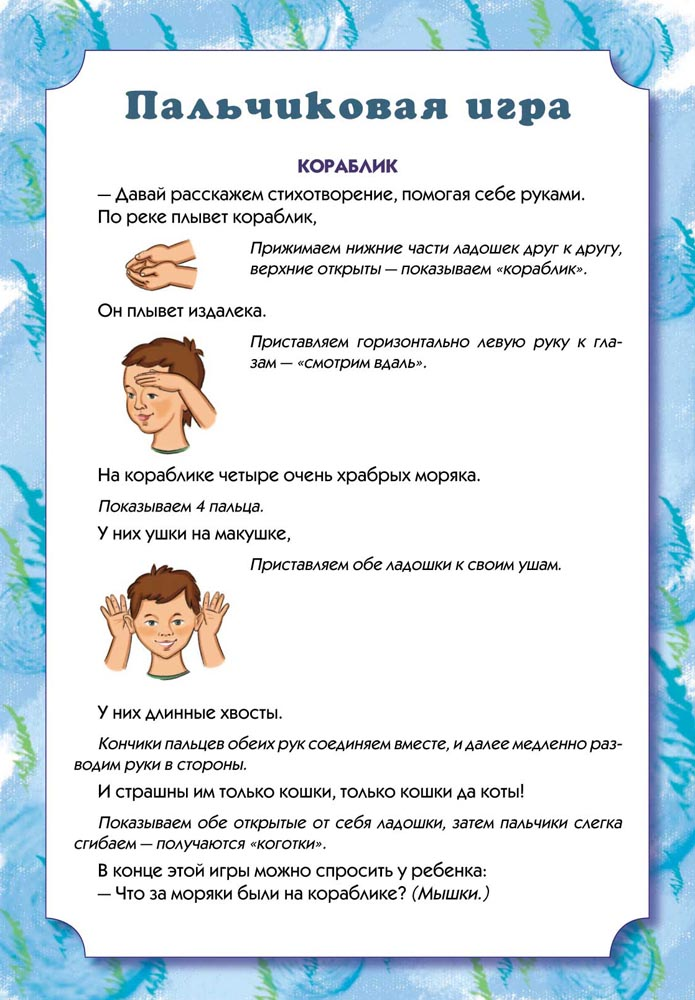 Пальчиковая игра
КОРАБЛИК
— Давай расскажем стихотворение, помогая себе руками.
По реке плывет кораблик,
Прижимаем нижние части ладошек друг к другу,
верхние открыты — показываем «кораблик».
Он плывет издалека.
Приставляем горизонтально левую руку к гла-
зам — «смотрим вдаль».
На кораблике четыре очень храбрых моряка.
Показываем 4 пальца.
У них ушки на макушке,
Приставляем обе ладошки к своим ушам.
У них длинные хвосты.
Кончики пальцев обеих рук соединяем вместе, и далее медленно раз-
водим руки в стороны.
И страшны им только кошки, только кошки да коты!
Показываем обе открытые от себя ладошки, затем пальчики слегка
сгибаем — получаются «коготки».
В конце этой игры можно спросить у ребенка:
— Что за моряки были на кораблике? (Мышки.)